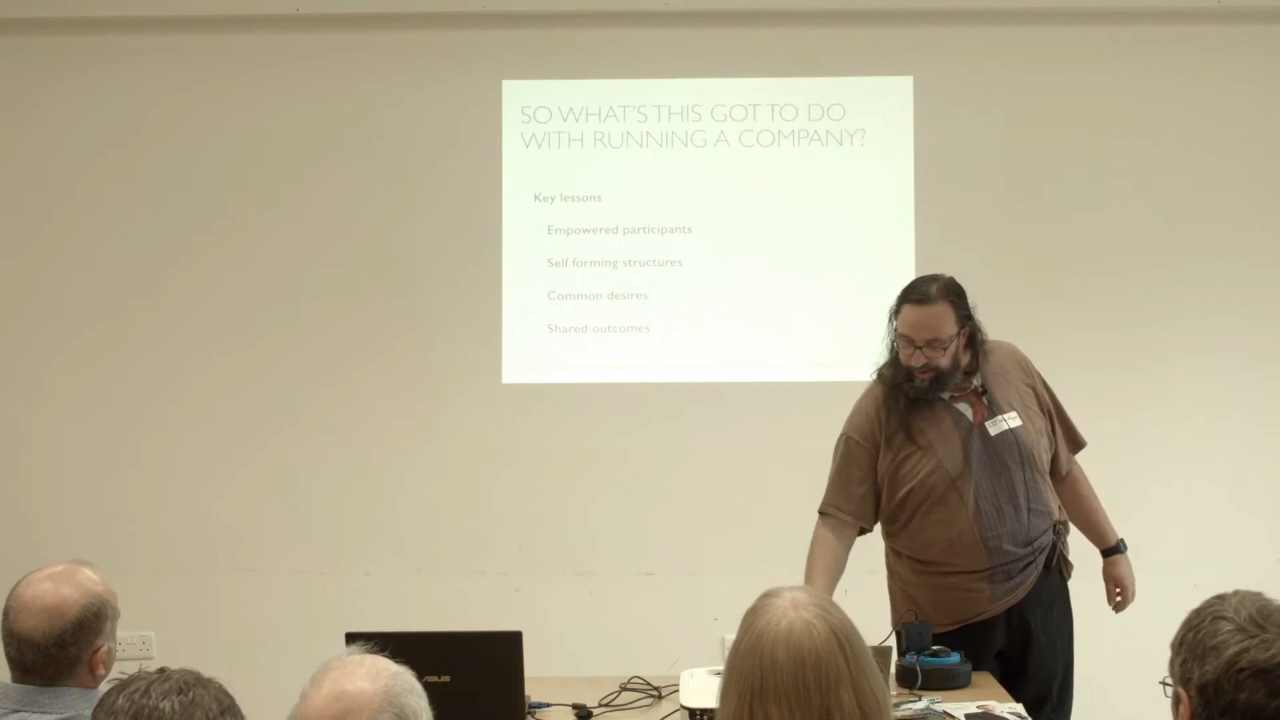 SO WHAT'S THIS GOT TO DO
WITH RUNNING A COMPANY?
Key lessons
Empowered participants
Self forming structures
Common desires
Shared outcomes
ASUS